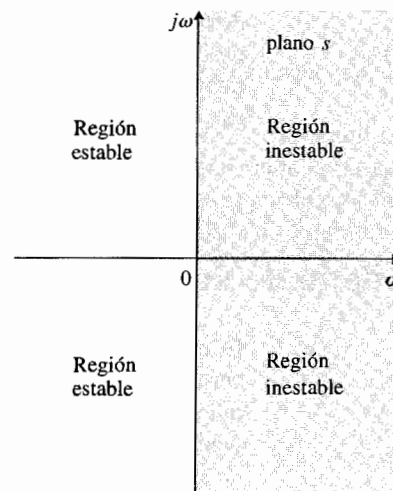 jω
plano s
Región
estable
Región
inestable
0
σ
Región
estable
Región
inestable